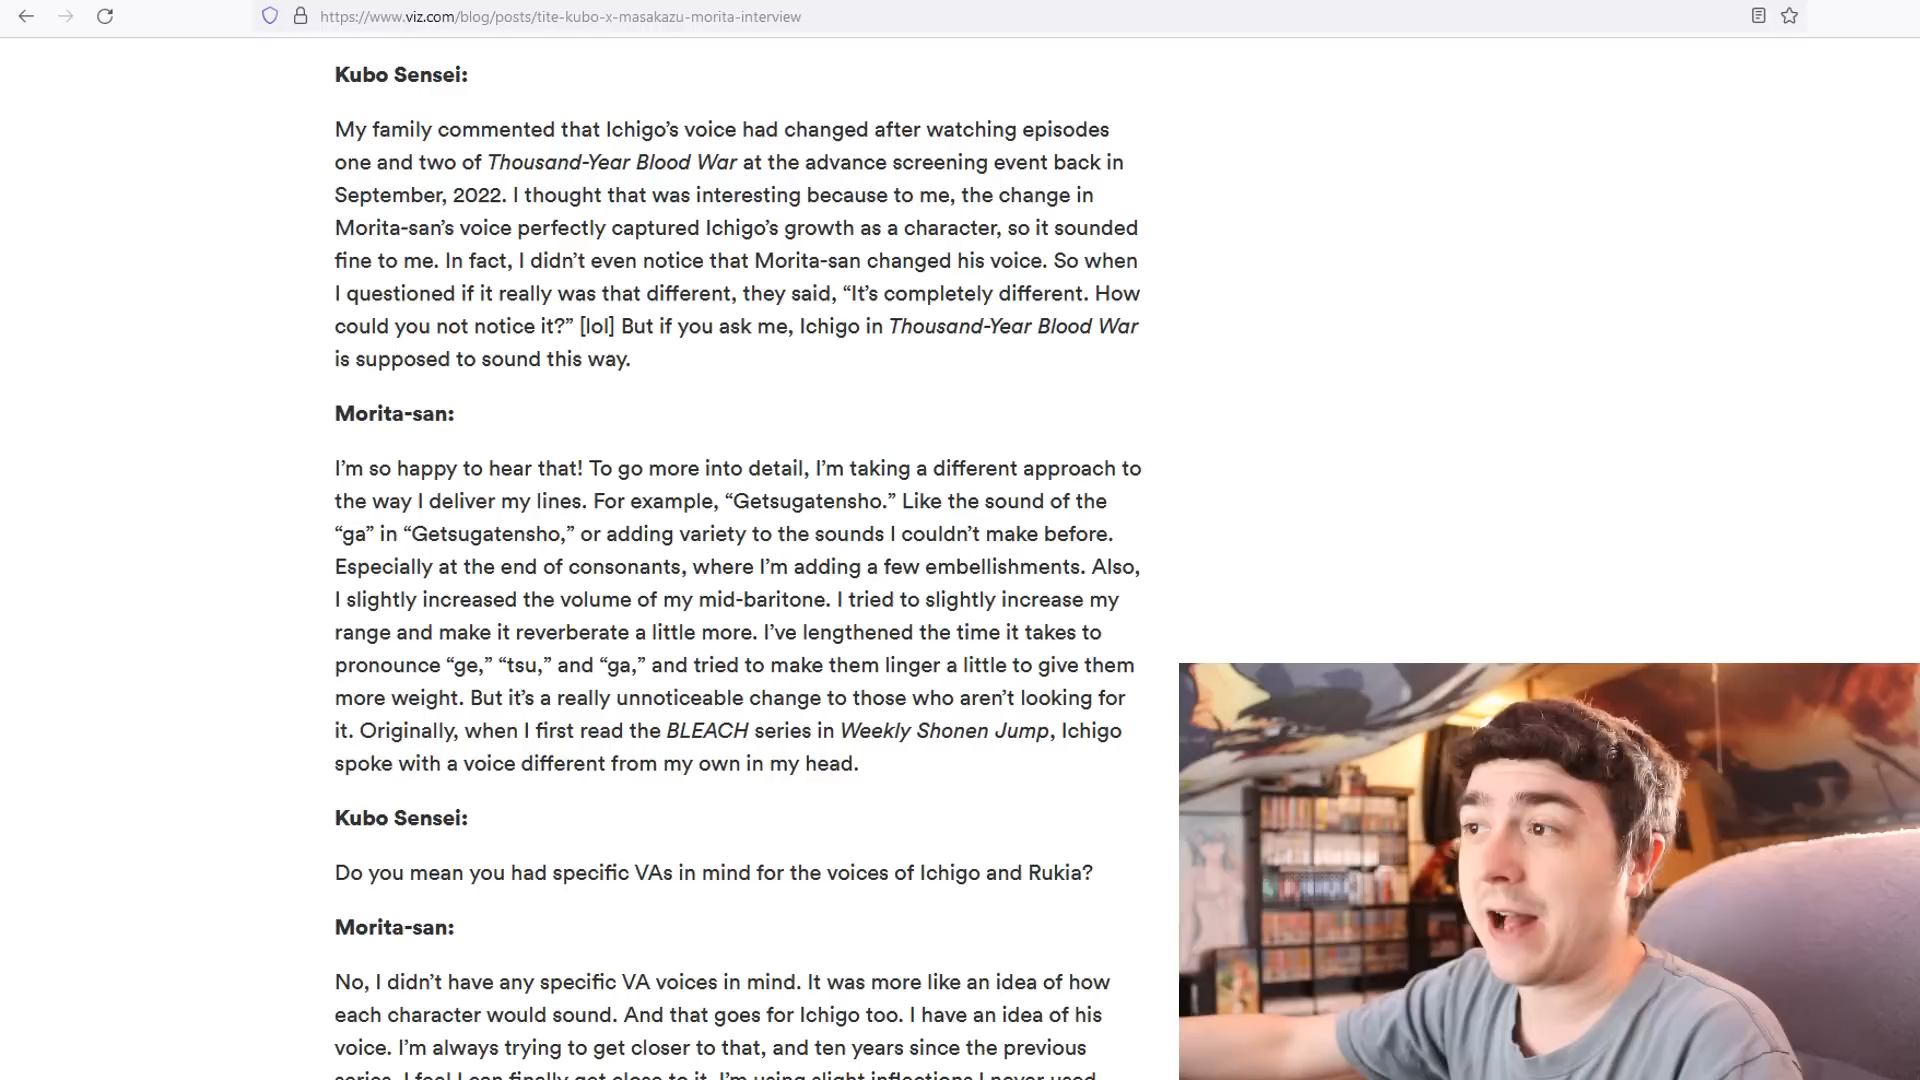 https://www.viz.com/blog/posts/tite-kubo-x-masakazu-morita-interview
Kubo Sensei:
My family commented that Ichigo’s voice had changed after watching episodes
one and two of Thousand-Year Blood War at the advance screening event back in
September, 2022. I thought that was interesting because to me, the change in
Morita-san’s voice perfectly captured Ichigo’s growth as a character, so it sounded
fine to me. In fact, I didn’t even notice that Morita-san changed his voice. So when
I questioned if it really was that different, they said, “It’s completely different. How
could you not notice it?” [lol] But if you ask me, Ichigo in Thousand-Year Blood War
is supposed to sound this way.
Morita-san:
I’m so happy to hear that! To go more into detail, I’m taking a different approach to
the way I deliver my lines. For example, “Getsugatensho.” Like the sound of the
“ga” in “Getsugatensho,” or adding variety to the sounds I couldn’t make before.
Especially at the end of consonants, where I’m adding a few embellishments. Also,
I slightly increased the volume of my mid-baritone. I tried to slightly increase my
range and make it reverberate a little more. I’ve lengthened the time it takes to
pronounce “ge,” “tsu,” and “ga,” and tried to make them linger a little to give them
more weight. But it’s a really unnoticeable change to those who aren’t looking for
it. Originally, when I first read the BLEACH series in Weekly Shonen Jump, Ichigo
spoke with a voice different from my own in my head.
Kubo Sensei:
Do you mean you had specific VAs in mind for the voices of Ichigo and Rukia?
Morita-san:
No, I didn’t have any specific VA voices in mind. It was more like an idea of how
each character would sound. And that goes for Ichigo too. I have an idea of his
voice. I’m always trying to get closer to that, and ten years since the previous
series, I feel I can finally get close to it. I’m using slight inflections I never used